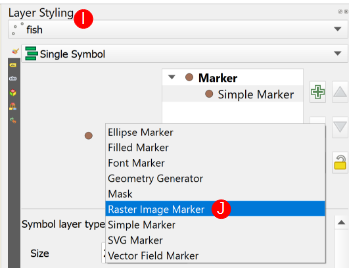 Layer Styling
I
fish
Single Symbol
Marker
Simple Marker
Ellipse Marker
Filled Marker
Font Marker
Geometry Generator
Mask
Raster Image Marker J
Symbol layer type Simple Marker
SVG Marker
Size Vector Field Marker